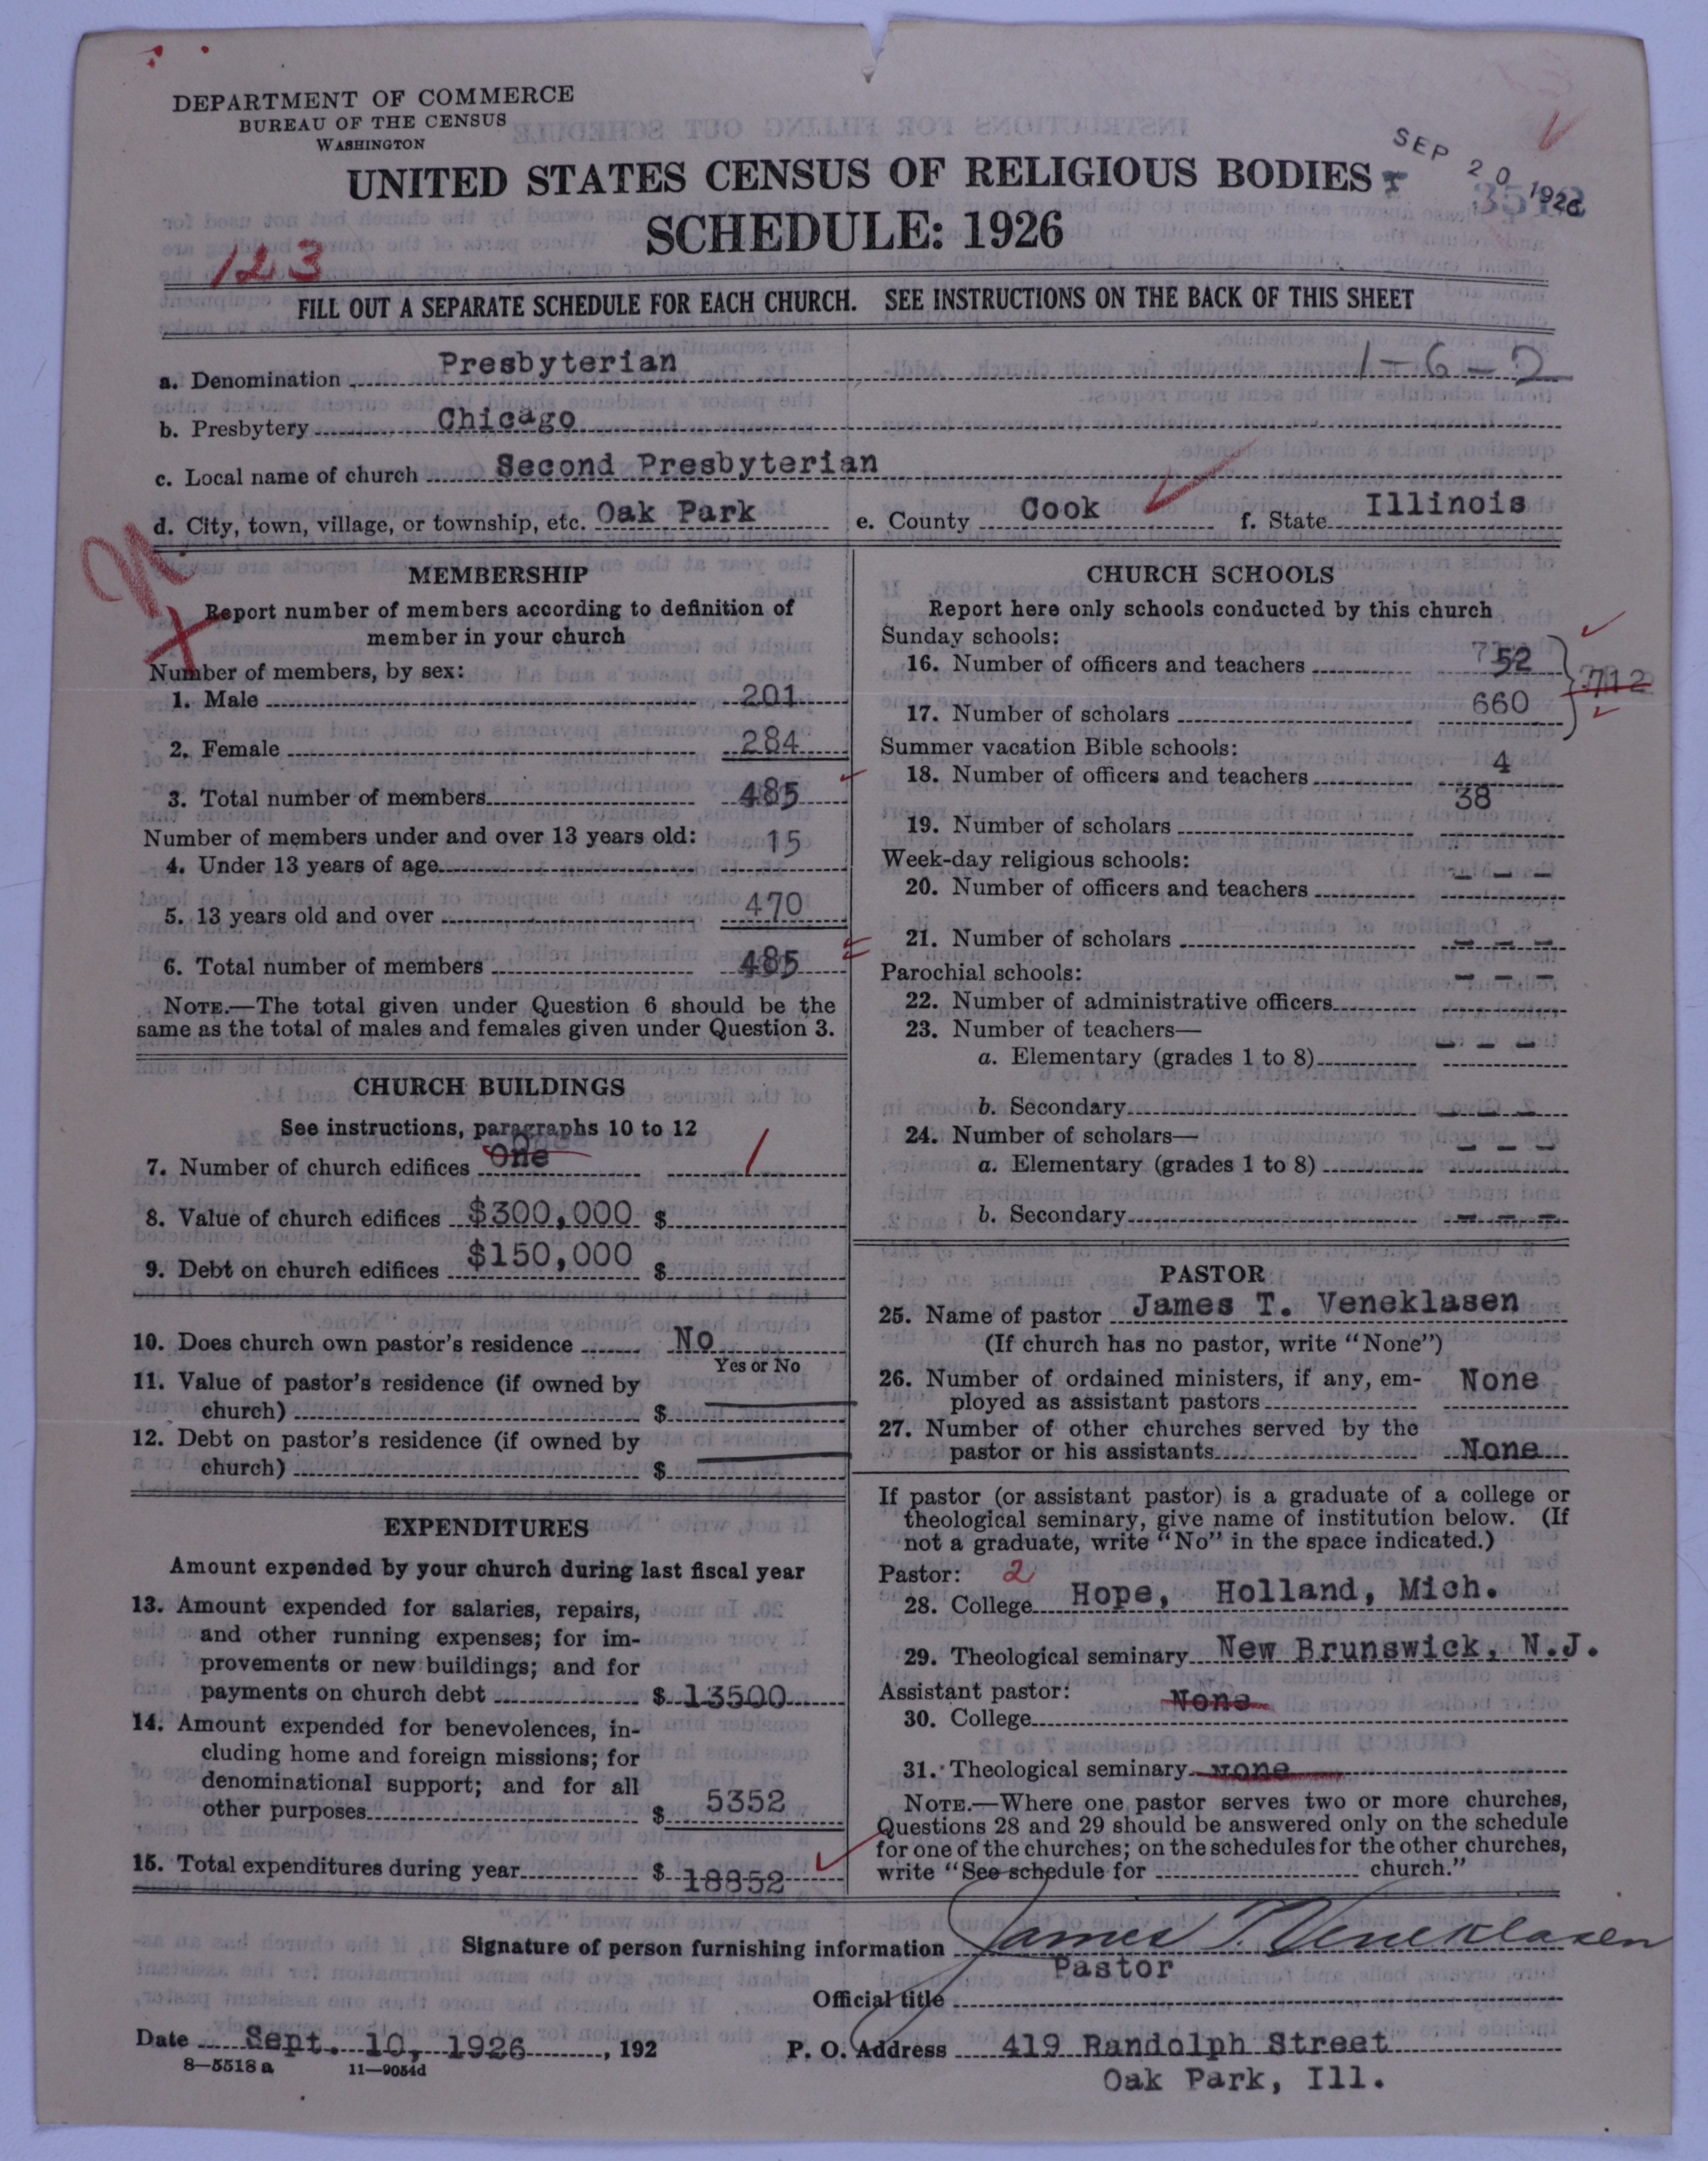 DEPARTMENT OF COMMERCE
BUREAU OF THE CENSUS
WASHINGTON
UNITED STATES CENSUS OF RELIGIOUS BODIES
SEP 20 1926
SCHEDULE: 1926
123
FILL OUT A SEPARATE SCHEDULE FOR EACH CHURCH. SEE INSTRUCTIONS ON THE BACK OF THIS SHEET
a. Denomination Presbyterian 1-6-2
b. Presbytery Chicago
c. Local name of church Second Presbyterian
d. City, town, village, or township, etc. Oak Park e. County Cook f. State Illinois
MEMBERSHIP
Report number of members according to definition of
member in your church
Number of members, by sex:
1. Male 201
2. Female 284
3. Total number of members 485
Number of members under and over 13 years old:
4. Under 13 years of age 15
5. 13 years old and over 470
6. Total number of members 485
NOTE.—The total given under Question 6 should be the
same as the total of males and females given under Question 3.
CHURCH BUILDINGS
See instructions, paragraphs 10 to 12
7. Number of church edifices One 1
8. Value of church edifices $300,000 $
9. Debt on church edifices $150,000 $
10. Does church own pastor's residence No
Yes or No
11. Value of pastor's residence (if owned by
church) $
12. Debt on pastor's residence (if owned by
church) $
EXPENDITURES
Amount expended by your church during last fiscal year
13. Amount expended for salaries, repairs,
and other running expenses; for im-
provements or new buildings; and for
payments on church debt $ 13500
14. Amount expended for benevolences, in-
cluding home and foreign missions; for
denominational support; and for all
other purposes $ 5352
15. Total expenditures during year $ 18852
CHURCH SCHOOLS
Report here only schools conducted by this church
Sunday schools:
16. Number of officers and teachers 52
712
17. Number of scholars 660
Summer vacation Bible schools:
18. Number of officers and teachers 4
19. Number of scholars 38
Week-day religious schools:
20. Number of officers and teachers - - -
21. Number of scholars - - -
Parochial schools:
22. Number of administrative officers - - -
23. Number of teachers—
a. Elementary (grades 1 to 8) - - -
b. Secondary - - -
24. Number of scholars—
a. Elementary (grades 1 to 8) - - -
b. Secondary - - -
PASTOR
25. Name of pastor James T. Veneklasen
(If church has no pastor, write "None")
26. Number of ordained ministers, if any, em-
ployed as assistant pastors None
27. Number of other churches served by the
pastor or his assistants None
If pastor (or assistant pastor) is a graduate of a college or
theological seminary, give name of institution below. (If
not a graduate, write "No" in the space indicated.)
Pastor: 2
28. College Hope, Holland, Mich.
29. Theological seminary New Brunswick, N.J.
Assistant pastor:
30. College None
31. Theological seminary None
NOTE.—Where one pastor serves two or more churches,
Questions 28 and 29 should be answered only on the schedule
for one of the churches; on the schedules for the other churches,
write "See schedule for church."
Signature of person furnishing information James T. Veneklasen
Official title Pastor
Date Sept. 10, 1926, 192 P. O. Address 419 Randolph Street
8-5518a 11-9054d
Oak Park, Ill.